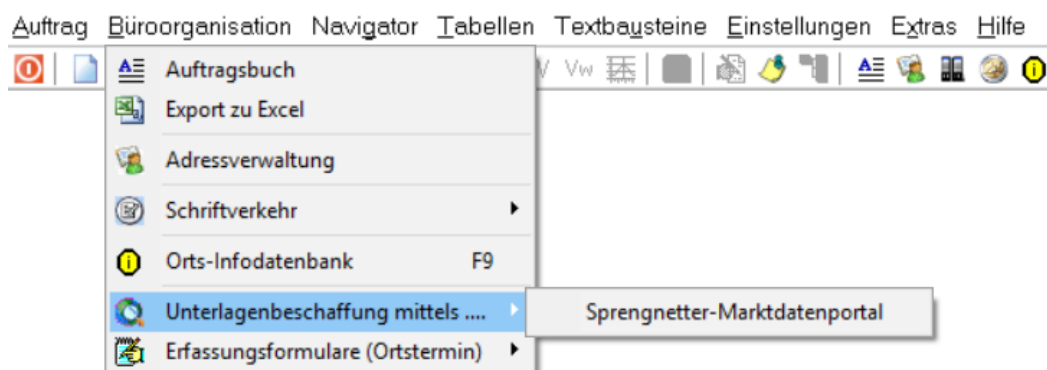 Auftrag Büroorganisation Navigator Tabellen Textbausteine Einstellungen Extras Hilfe
Auftragsbuch
Export zu Excel
Adressverwaltung
Schriftverkehr
Orts-Infodatenbank F9
Unterlagenbeschaffung mittels .... Sprengnetter-Marktdatenportal
Erfassungsformulare (Ortstermin)